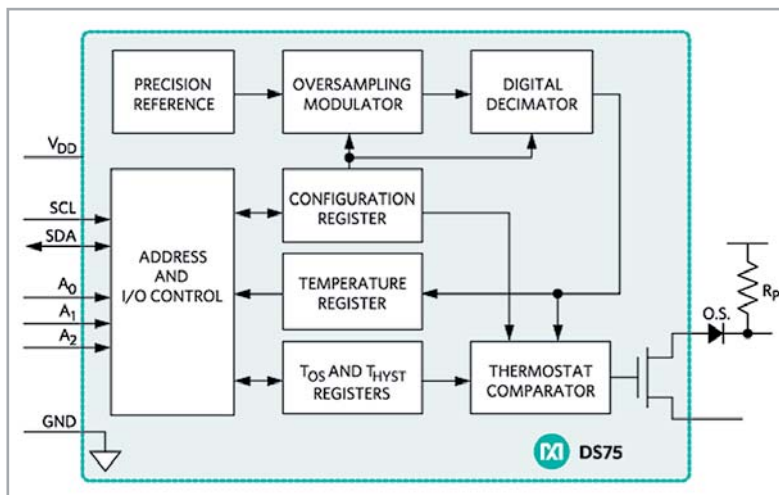 PRECISION
REFERENCE
OVERSAMPLING
MODULATOR
DIGITAL
DECIMATOR
VDD
SCL
SDA
A0
A1
A2
GND
ADDRESS
AND
I/O CONTROL
CONFIGURATION
REGISTER
TEMPERATURE
REGISTER
TOS AND THYST
REGISTERS
THERMOSTAT
COMPARATOR
O.S.
RP
DS75